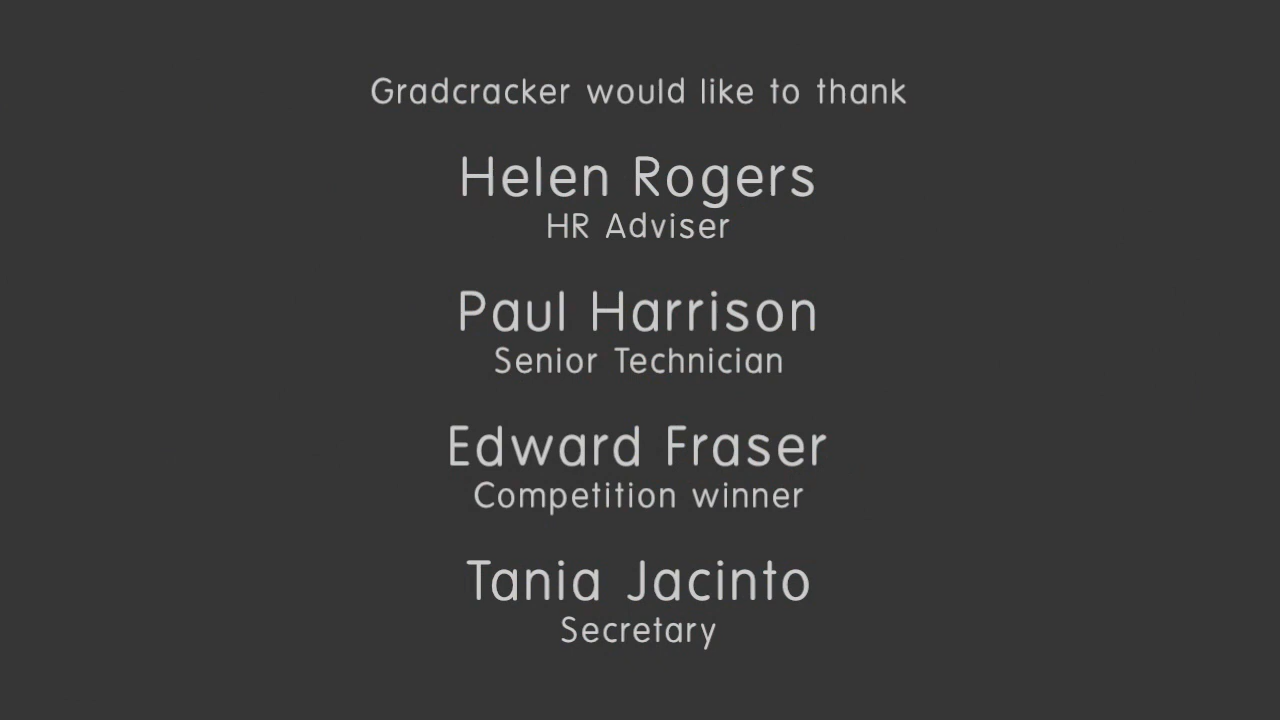 Gradcracker would like to thank
Helen Rogers
HR Adviser
Paul Harrison
Senior Technician
Edward Fraser
Competition winner
Tania Jacinto
Secretary